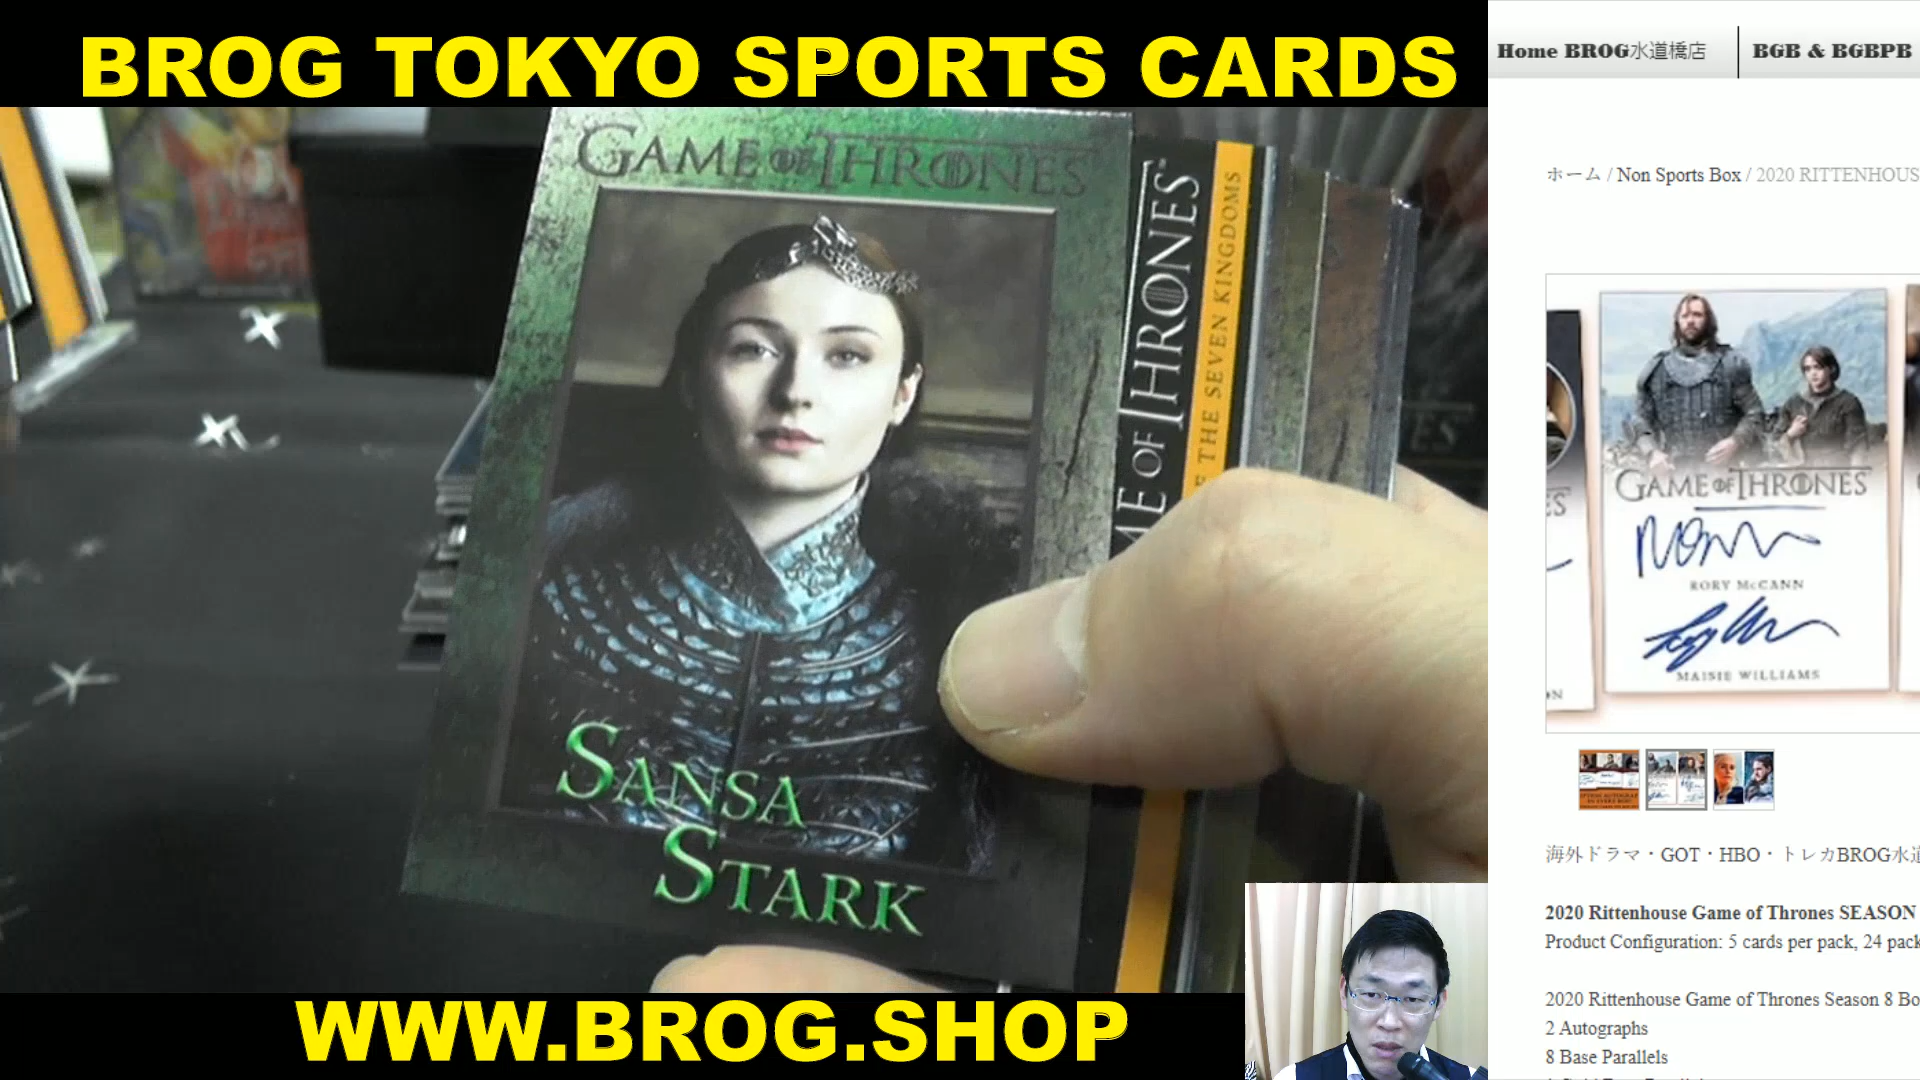 BROG TOKYO SPORTS CARDS
GAME OF THRONES
SANSA
STARK
ME OF THRONES
THE SEVEN KINGDOMS
WWW.BROG.SHOP
Home BROG水道橋店
BGB & BGBPB
ホーム / Non Sports Box / 2020 RITTENHOUS
GAME OF THRONES
RORY McCANN
MAISIE WILLIAMS
海外ドラマ・GOT・HBO・トレカBROG水道
2020 Rittenhouse Game of Thrones SEASON
Product Configuration: 5 cards per pack, 24 pack
2020 Rittenhouse Game of Thrones Season 8 Bo
2 Autographs
8 Base Parallels